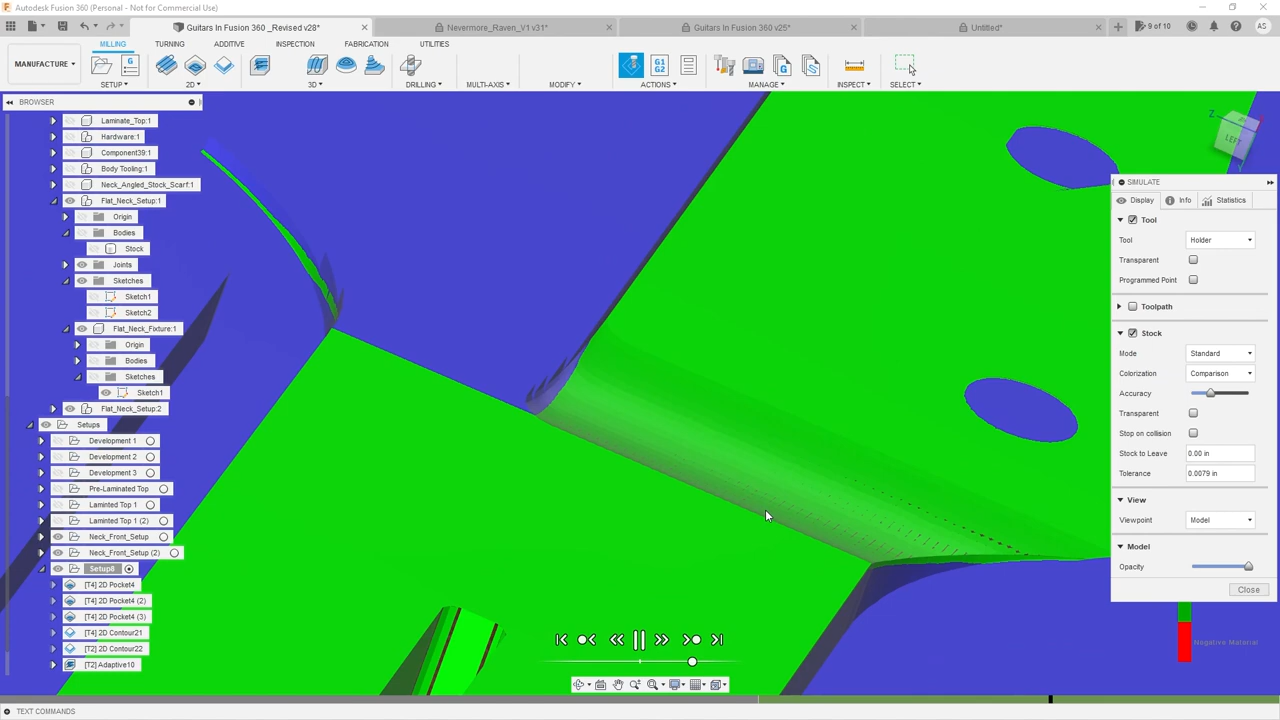 Autodesk Fusion 360 (Personal - Not for Commercial Use)
Guitars In Fusion 360 _Revised v28*
Nevermore_Raven_V1 v31*
Guitars In Fusion 360 v25*
Untitled*
9 of 10
AS
MILLING
TURNING
ADDITIVE
INSPECTION
FABRICATION
UTILITIES
MANUFACTURE
G1
G2
SETUP
2D
3D
DRILLING
MULTI-AXIS
MODIFY
ACTIONS
MANAGE
INSPECT
SELECT
BROWSER
Laminate_Top:1
Hardware:1
Component39:1
Body Tooling:1
Neck_Angled_Stock_Scarf:1
Flat_Neck_Setup:1
Origin
Bodies
Stock
Joints
Sketches
Sketch1
Sketch2
Flat_Neck_Fixture:1
Origin
Bodies
Sketches
Sketch1
Flat_Neck_Setup:2
Setups
Development 1
Development 2
Development 3
Pre-Laminated Top
Laminted Top 1
Laminted Top 1 (2)
Neck_Front_Setup
Neck_Front_Setup (2)
Setup8
[T4] 2D Pocket4
[T4] 2D Pocket4 (2)
[T4] 2D Pocket4 (3)
[T4] 2D Contour21
[T2] 2D Contour22
[T2] Adaptive10
Z
LEFT
SIMULATE
Display
Info
Statistics
Tool
Tool
Holder
Transparent
Programmed Point
Toolpath
Stock
Mode
Standard
Colorization
Comparison
Accuracy
Transparent
Stop on collision
Stock to Leave
0.00 in
Tolerance
0.0079 in
View
Viewpoint
Model
Model
Opacity
Close
Negative Material
TEXT COMMANDS